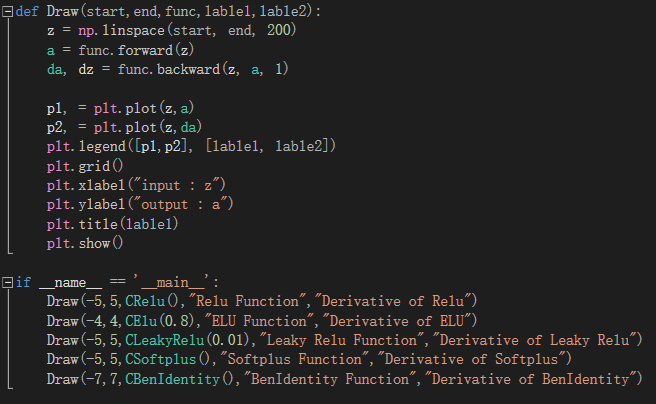 def Draw(start,end,func,lable1,lable2):
    z = np.linspace(start, end, 200)
    a = func.forward(z)
    da, dz = func.backward(z, a, 1)

    p1, = plt.plot(z,a)
    p2, = plt.plot(z,da)
    plt.legend([p1,p2], [lable1, lable2])
    plt.grid()
    plt.xlabel("input : z")
    plt.ylabel("output : a")
    plt.title(lable1)
    plt.show()

if __name__ == '__main__':
    Draw(-5,5,CRelu(),"Relu Function","Derivative of Relu")
    Draw(-4,4,CElu(0.8),"ELU Function","Derivative of ELU")
    Draw(-5,5,CLeakyRelu(0.01),"Leaky Relu Function","Derivative of Leaky Relu")
    Draw(-5,5,CSoftplus(),"Softplus Function","Derivative of Softplus")
    Draw(-7,7,CBenIdentity(),"BenIdentity Function","Derivative of BenIdentity")